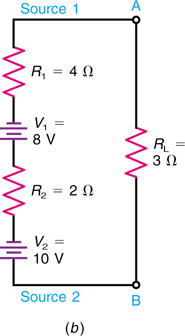 Source 1
A
R1 = 4 Ω
V1 =
8 V
RL =
3 Ω
R2 = 2 Ω
V2 =
10 V
Source 2
B
(b)